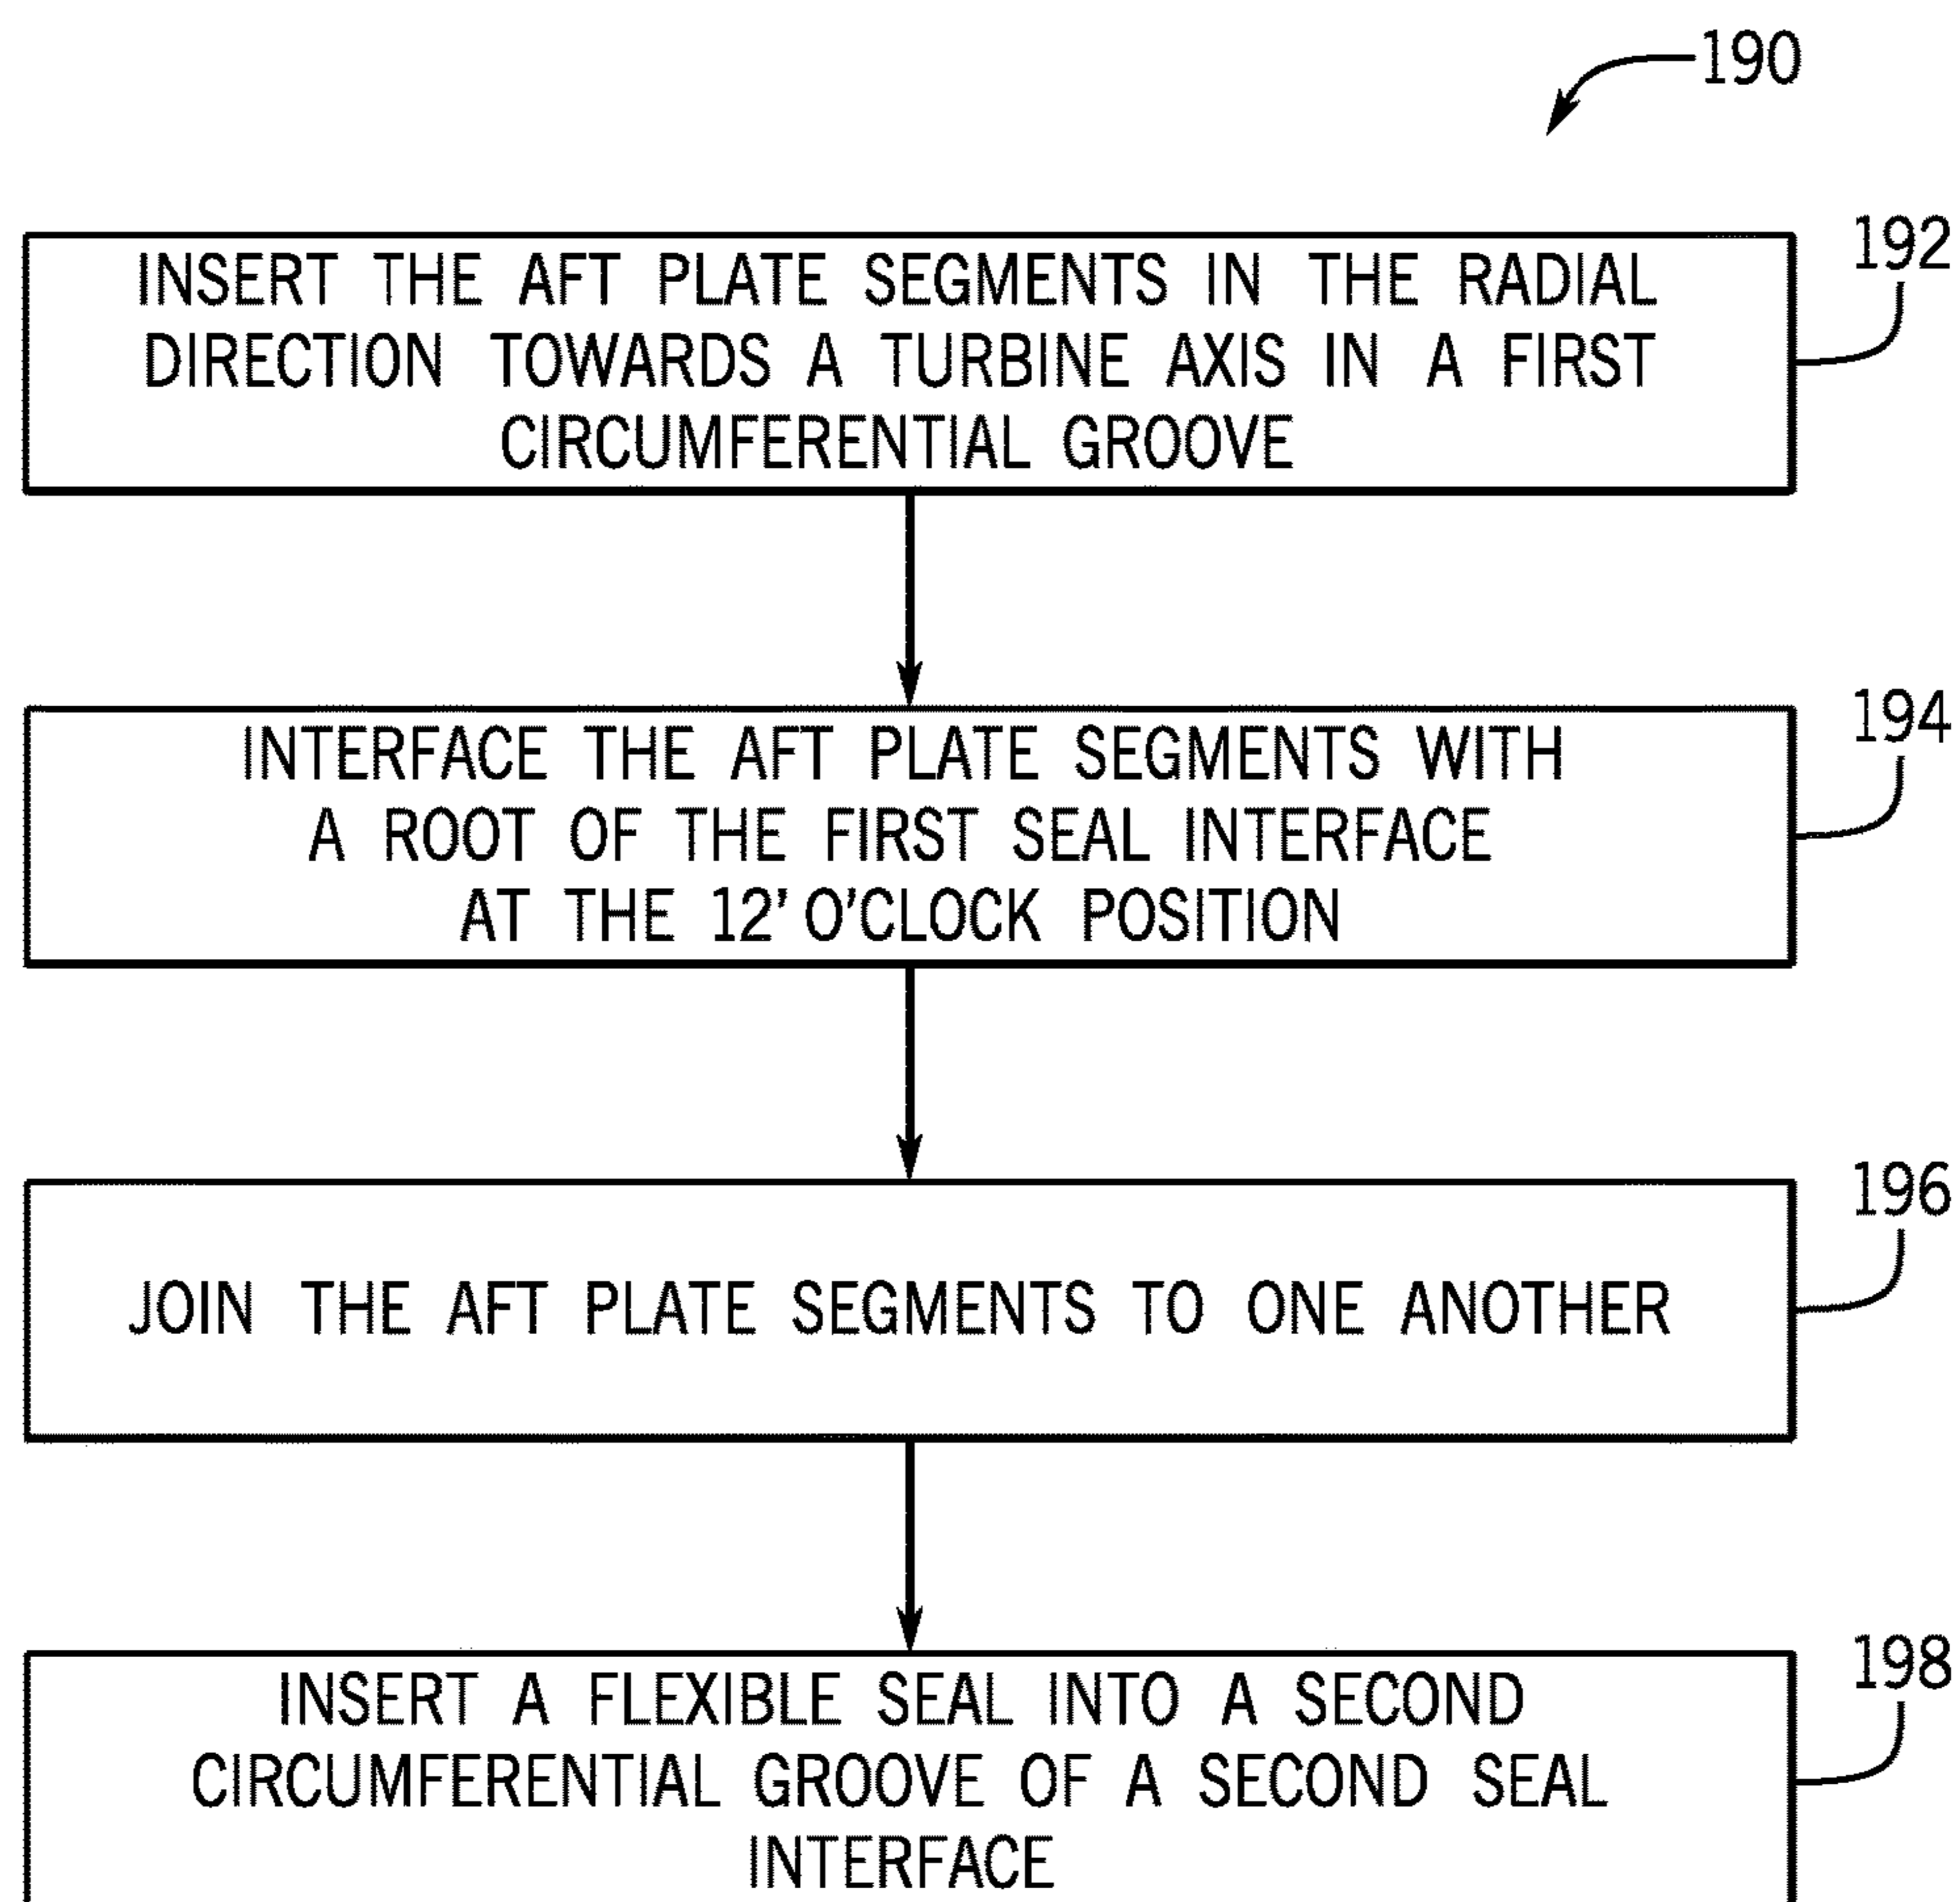 190
192
INSERT THE AFT PLATE SEGMENTS IN THE RADIAL
DIRECTION TOWARDS A TURBINE AXIS IN A FIRST
CIRCUMFERENTIAL GROOVE
194
INTERFACE THE AFT PLATE SEGMENTS WITH
A ROOT OF THE FIRST SEAL INTERFACE
AT THE 12' O'CLOCK POSITION
196
JOIN THE AFT PLATE SEGMENTS TO ONE ANOTHER
198
INSERT A FLEXIBLE SEAL INTO A SECOND
CIRCUMFERENTIAL GROOVE OF A SECOND SEAL
INTERFACE